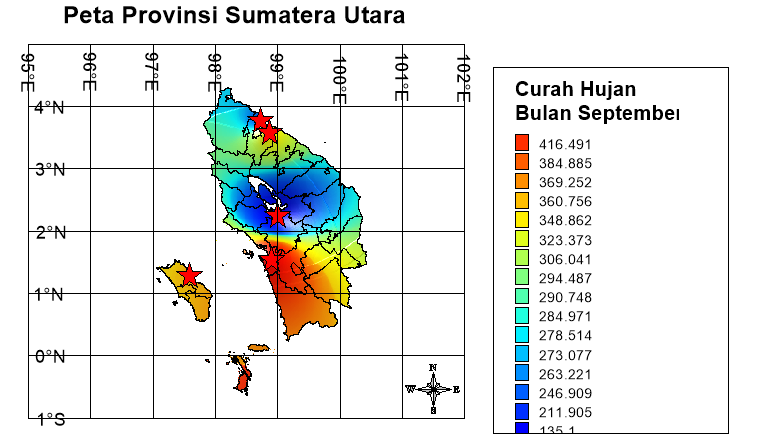 Peta Provinsi Sumatera Utara
95°E 96°E 97°E 98°E 99°E 100°E 101°E 102°E
4°N
3°N
2°N
1°N
0°N
1°S
N
W E
S
Curah Hujan
Bulan September
416.491
384.885
369.252
360.756
348.862
323.373
306.041
294.487
290.748
284.971
278.514
273.077
263.221
246.909
211.905
135.1